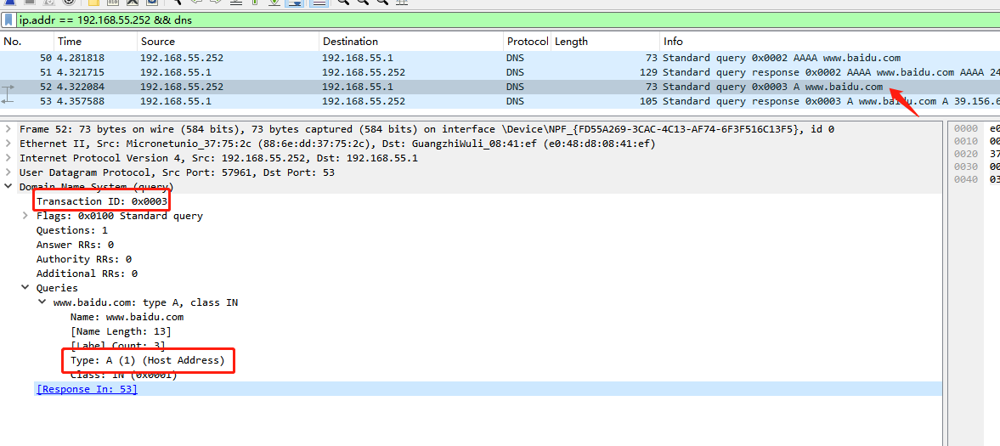 ip.addr == 192.168.55.252 && dns
No. Time Source Destination Protocol Length Info
50 4.281818 192.168.55.252 192.168.55.1 DNS 73 Standard query 0x0002 AAAA www.baidu.com
51 4.321715 192.168.55.1 192.168.55.252 DNS 129 Standard query response 0x0002 AAAA www.baidu.com AAAA 24
52 4.322084 192.168.55.252 192.168.55.1 DNS 73 Standard query 0x0003 A www.baidu.com
53 4.357588 192.168.55.1 192.168.55.252 DNS 105 Standard query response 0x0003 A www.baidu.com A 39.156.6
Frame 52: 73 bytes on wire (584 bits), 73 bytes captured (584 bits) on interface \Device\NPF_{FD55A269-3CAC-4C13-AF74-6F3F516C13F5}, id 0
Ethernet II, Src: Micronetunio_37:75:2c (88:6e:dd:37:75:2c), Dst: GuangzhiWuli_08:41:ef (e0:48:d8:08:41:ef)
Internet Protocol Version 4, Src: 192.168.55.252, Dst: 192.168.55.1
User Datagram Protocol, Src Port: 57961, Dst Port: 53
Domain Name System (query)
Transaction ID: 0x0003
Flags: 0x0100 Standard query
Questions: 1
Answer RRs: 0
Authority RRs: 0
Additional RRs: 0
Queries
www.baidu.com: type A, class IN
Name: www.baidu.com
[Name Length: 13]
[Label Count: 3]
Type: A (1) (Host Address)
Class: IN (0x0001)
[Response In: 53]
0000 e0
0010 00
0020 37
0030 00
0040 03